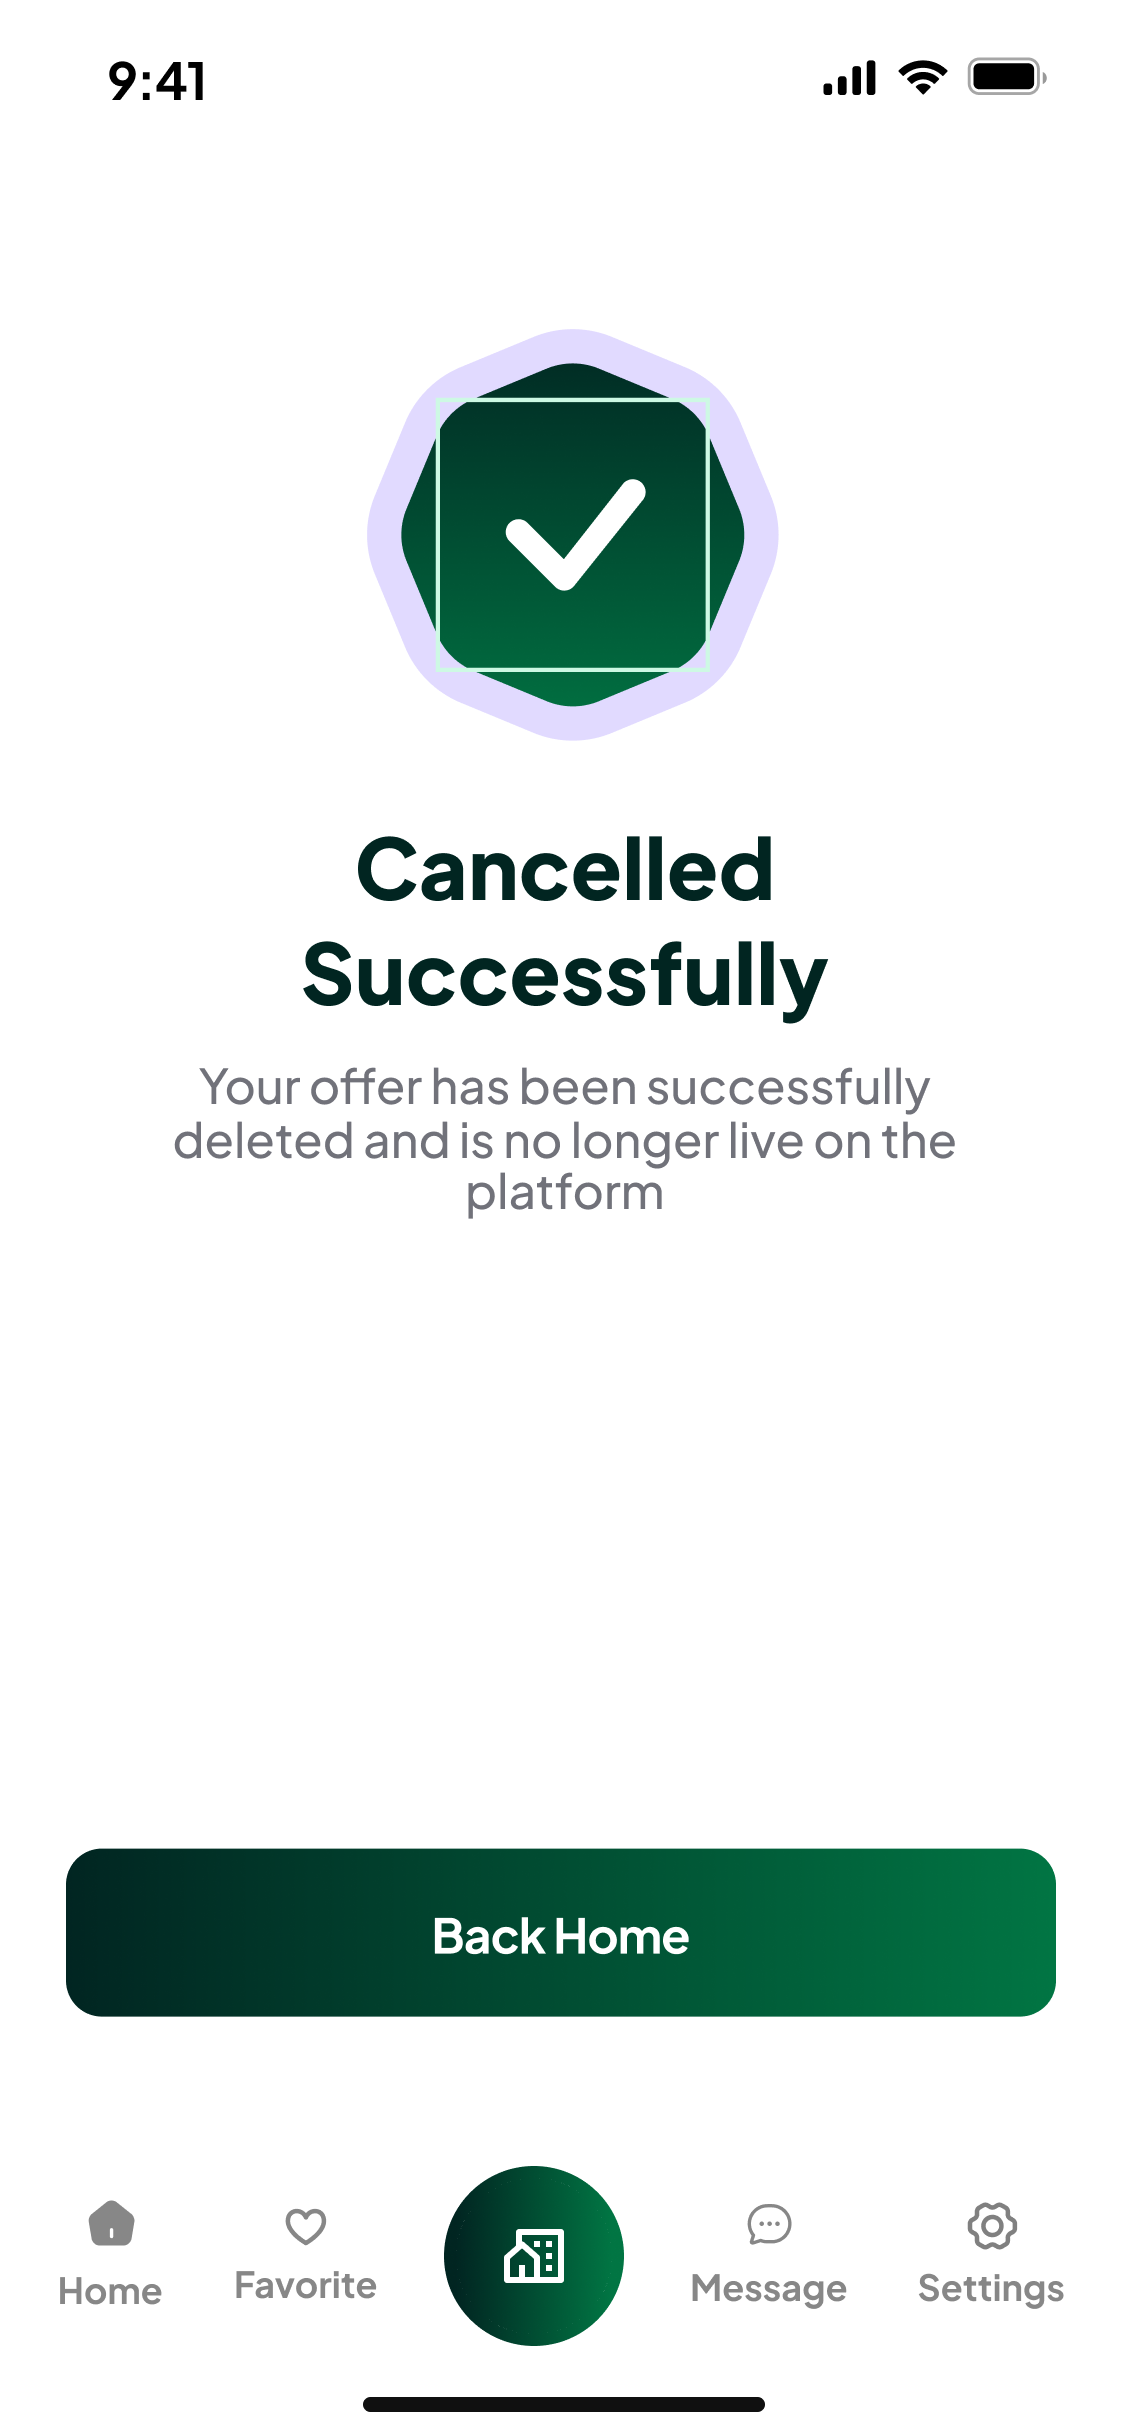 9:41
Cancelled
Successfully
Your offer has been successfully
deleted and is no longer live on the
platform
Back Home
Home
Favorite
Message
Settings